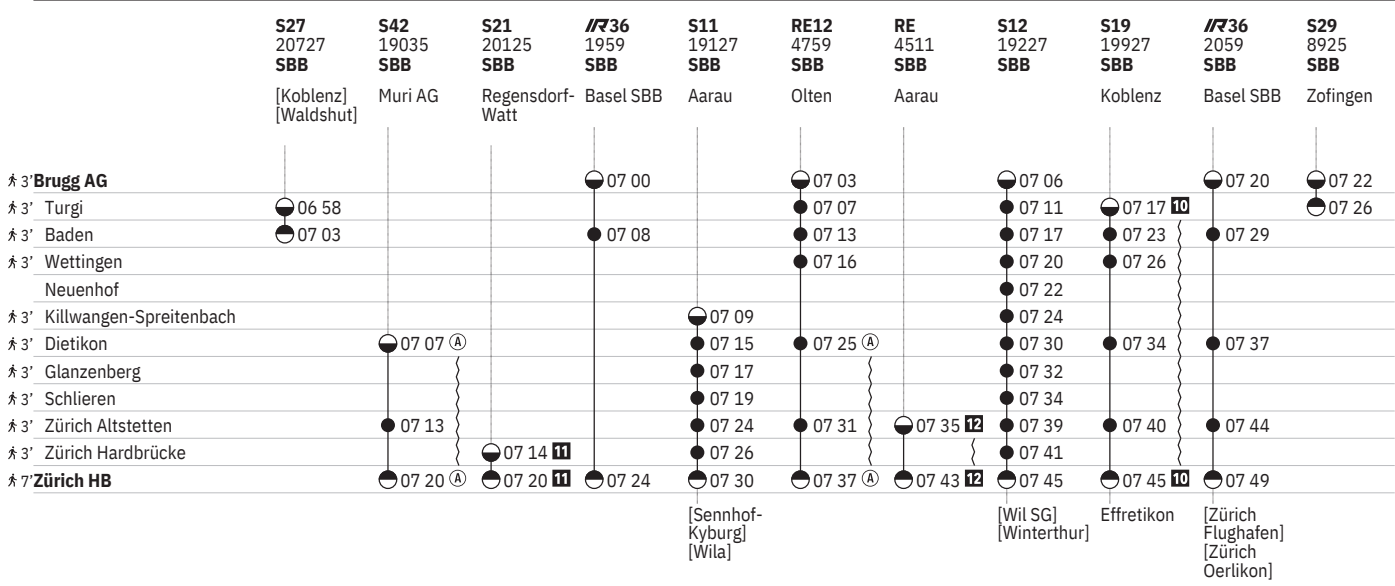 S27 S42 S21 IR36 S11 RE12 RE S12 S19 IR36 S29
20727 19035 20125 1959 19127 4759 4511 19227 19927 2059 8925
SBB SBB SBB SBB SBB SBB SBB SBB SBB SBB SBB
[Koblenz] Muri AG Regensdorf- Basel SBB Aarau Olten Aarau Koblenz Basel SBB Zofingen
[Waldshut] Watt
3' Brugg AG 07 00 07 03 07 06 07 20 07 22
3' Turgi 06 58 07 07 07 11 07 17 10 07 26
3' Baden 07 03 07 08 07 13 07 17 07 23 07 29
3' Wettingen 07 16 07 20 07 26
Neuenhof 07 22
3' Killwangen-Spreitenbach 07 09 07 24
3' Dietikon 07 07 Ⓐ 07 15 07 25 Ⓐ 07 30 07 34 07 37
3' Glanzenberg 07 17 07 32
3' Schlieren 07 19 07 34
3' Zürich Altstetten 07 13 07 24 07 31 07 35 12 07 39 07 40 07 44
3' Zürich Hardbrücke 07 14 11 07 26 07 41
7' Zürich HB 07 20 Ⓐ 07 20 11 07 24 07 30 07 37 Ⓐ 07 43 12 07 45 07 45 10 07 49
[Sennhof- [Wil SG] Effretikon [Zürich
Kyburg] [Winterthur] Flughafen]
[Wila] [Zürich
Oerlikon]